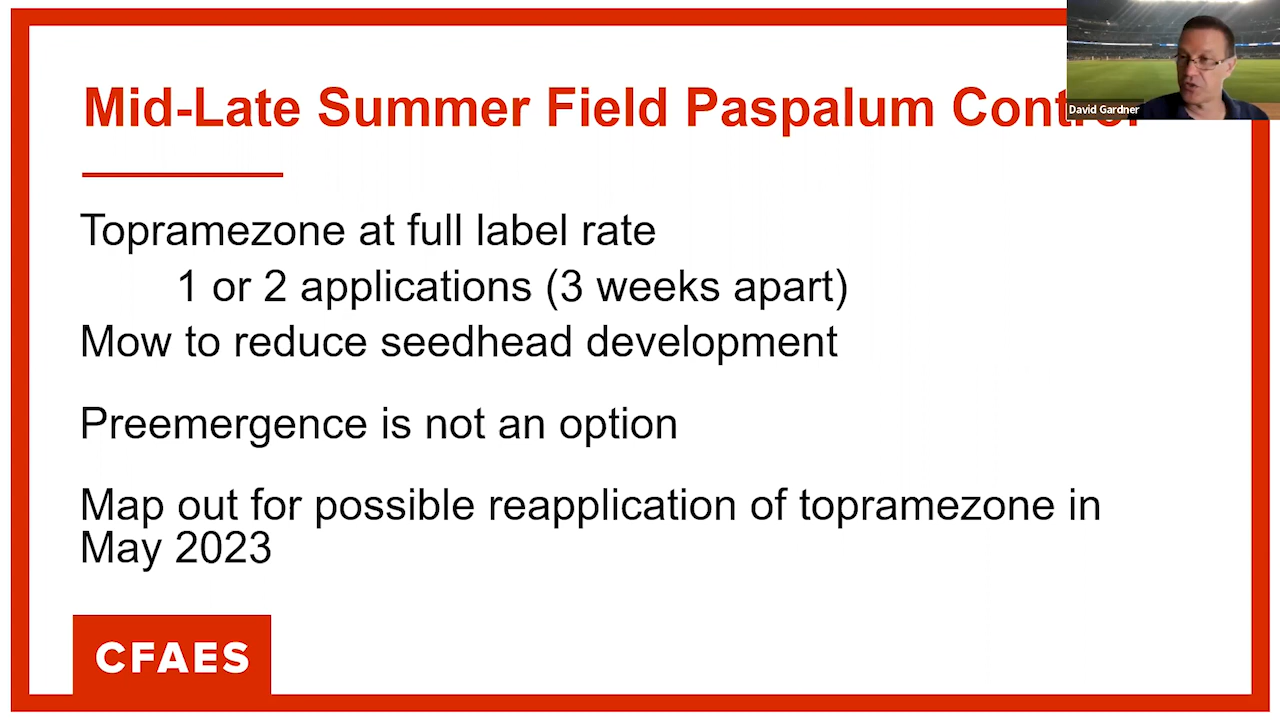 Mid-Late Summer Field Paspalum Control
David Gardner
Topramezone at full label rate
1 or 2 applications (3 weeks apart)
Mow to reduce seedhead development
Preemergence is not an option
Map out for possible reapplication of topramezone in
May 2023
CFAES